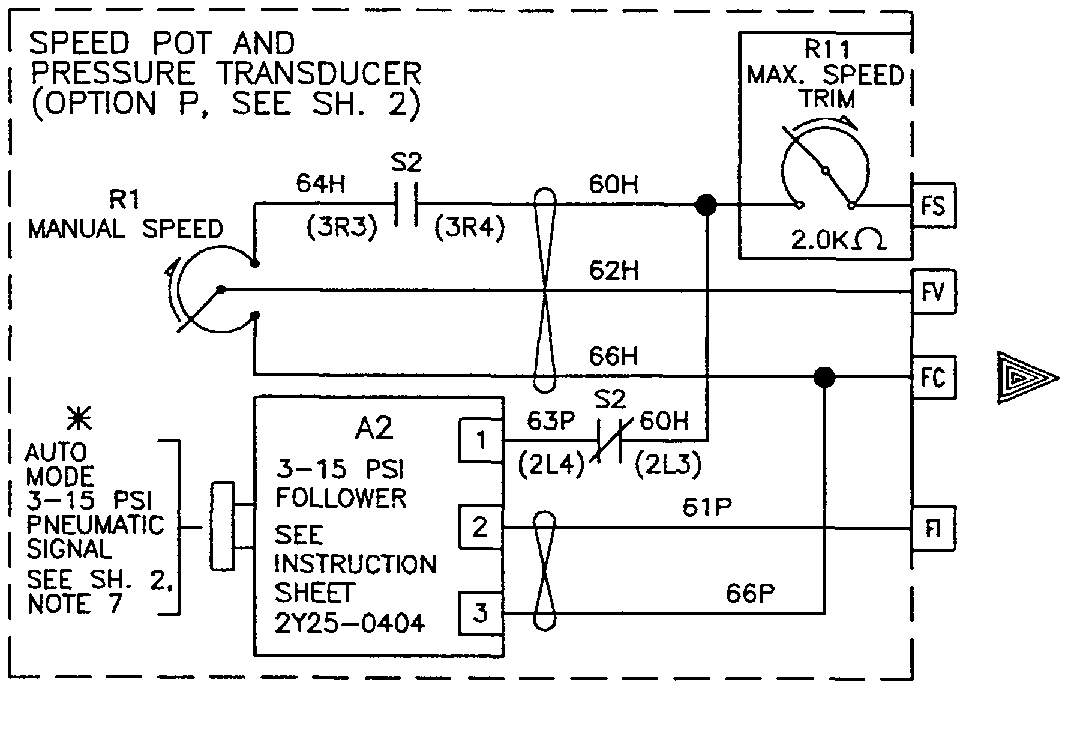 SPEED POT AND
PRESSURE TRANSDUCER
(OPTION P, SEE SH. 2)
R11
MAX. SPEED
TRIM
2.0KΩ
FS
R1
MANUAL SPEED
64H
S2
(3R3)
(3R4)
60H
62H
FV
66H
FC
*
AUTO
MODE
3-15 PSI
PNEUMATIC
SIGNAL
SEE SH. 2,
NOTE 7
A2
3-15 PSI
FOLLOWER
SEE
INSTRUCTION
SHEET
2Y25-0404
1
2
3
63P
S2
60H
(2L4)
(2L3)
61P
FI
66P